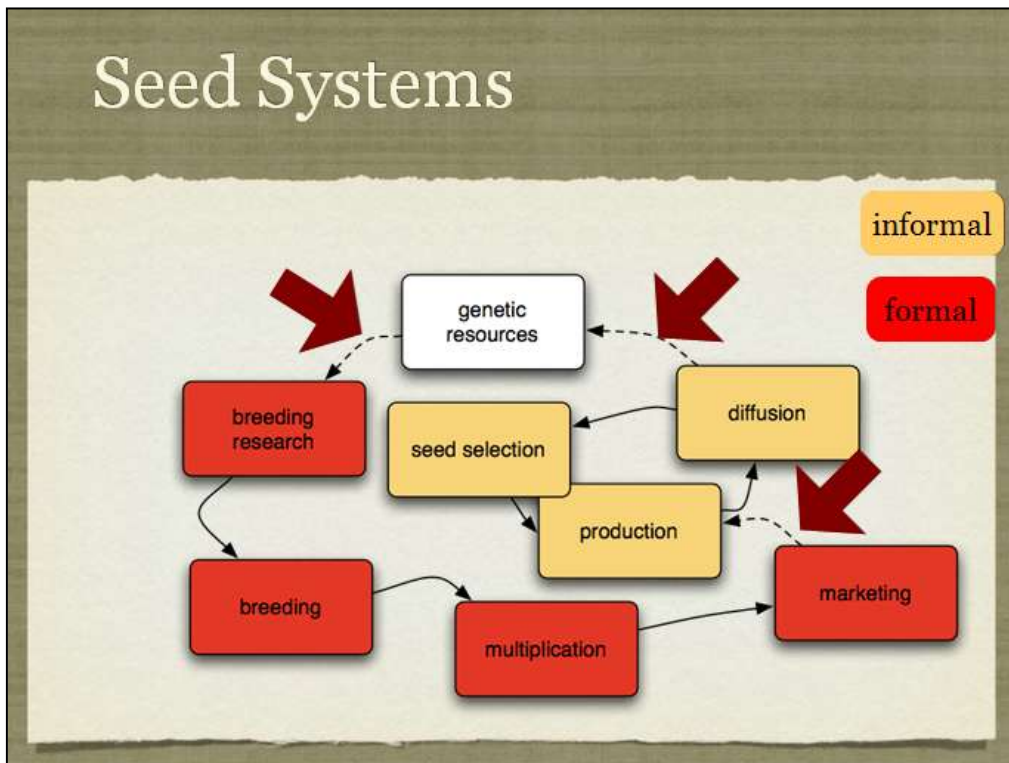 Seed Systems
informal
formal
genetic
resources
breeding
research
diffusion
seed selection
production
breeding
multiplication
marketing